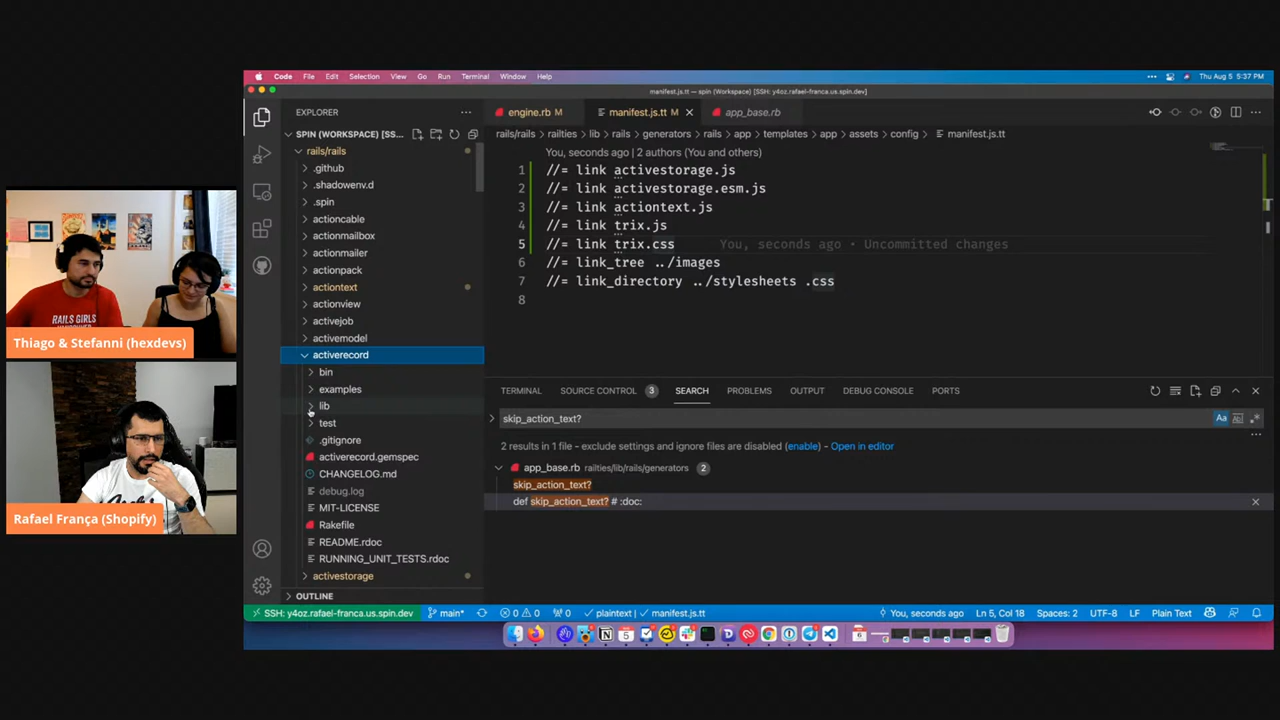 Code File Edit Selection View Go Run Terminal Window Help
Thu Aug 5 5:37 PM
manifest.js.tt — spin (Workspace) [SSH: y4oz.rafael-franca.us.spin.dev]
EXPLORER
SPIN (WORKSPACE) [SS...
rails/rails
.github
.shadowenv.d
.spin
actioncable
actionmailbox
actionmailer
actionpack
actiontext
actionview
activejob
activemodel
activerecord
bin
examples
lib
test
.gitignore
activerecord.gemspec
CHANGELOG.md
debug.log
MIT-LICENSE
Rakefile
README.rdoc
RUNNING_UNIT_TESTS.rdoc
activestorage
OUTLINE
engine.rb M
manifest.js.tt M
app_base.rb
rails/rails > railties > lib > rails > generators > rails > app > templates > app > assets > config > manifest.js.tt
You, seconds ago | 2 authors (You and others)
1 //= link activestorage.js
2 //= link activestorage.esm.js
3 //= link actiontext.js
4 //= link trix.js
5 //= link trix.css You, seconds ago • Uncommitted changes
6 //= link_tree ../images
7 //= link_directory ../stylesheets .css
8
TERMINAL SOURCE CONTROL 3 SEARCH PROBLEMS OUTPUT DEBUG CONSOLE PORTS
skip_action_text?
Aa
2 results in 1 file - exclude settings and ignore files are disabled (enable) - Open in editor
app_base.rb railties/lib/rails/generators 2
skip_action_text?
def skip_action_text? # :doc:
SSH: y4oz.rafael-franca.us.spin.dev main* 0 0 0 plaintext | manifest.js.tt You, seconds ago Ln 5, Col 18 Spaces: 2 UTF-8 LF Plain Text
RAILS GIRLS
Thiago & Stefanni (hexdevs)
Rafael França (Shopify)